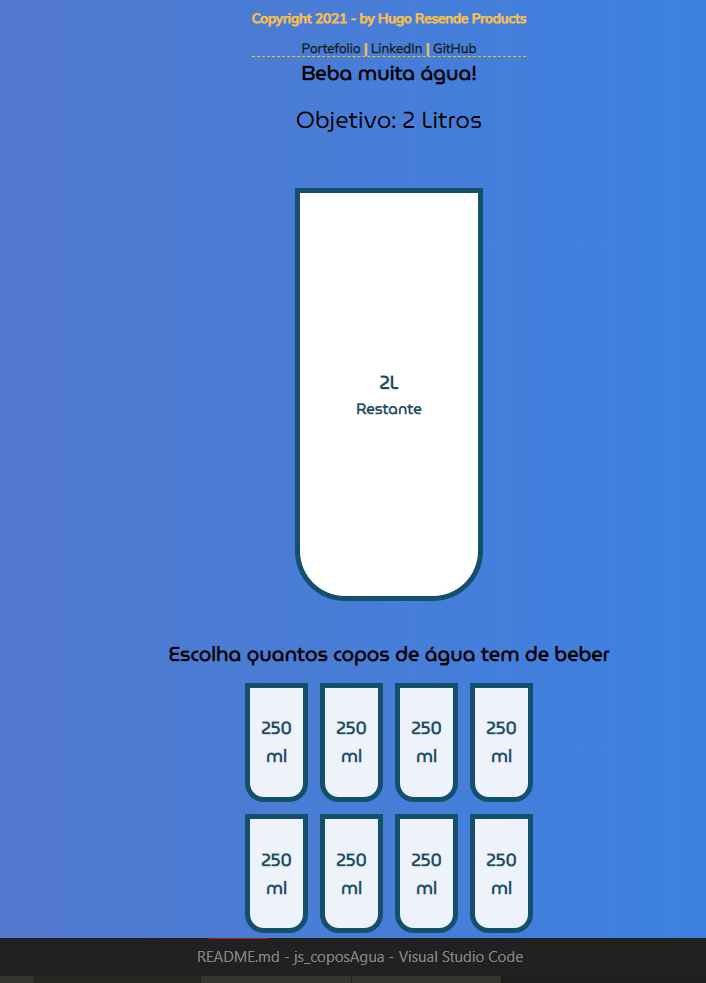 Copyright 2021 - by Hugo Resende Products
Portefolio | LinkedIn | GitHub
Beba muita água!
Objetivo: 2 Litros
2L
Restante
Escolha quantos copos de água tem de beber
250 250 250 250
ml ml ml ml
250 250 250 250
ml ml ml ml
README.md - js_coposAgua - Visual Studio Code